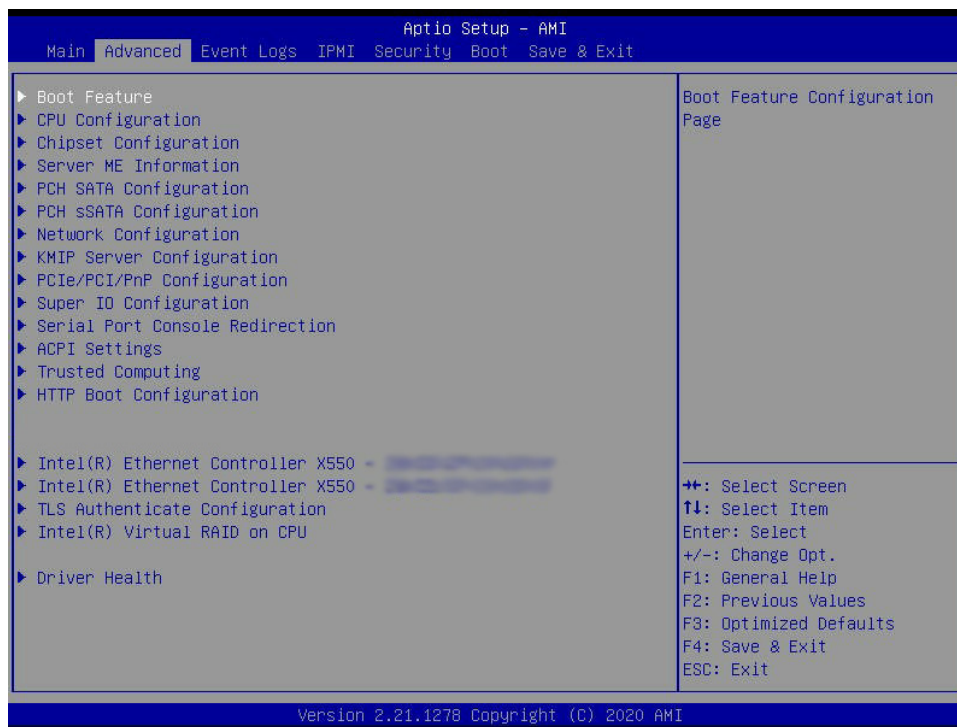 Aptio Setup - AMI
Main Advanced Event Logs IPMI Security Boot Save & Exit
Boot Feature
CPU Configuration
Chipset Configuration
Server ME Information
PCH SATA Configuration
PCH sSATA Configuration
Network Configuration
KMIP Server Configuration
PCIe/PCI/PnP Configuration
Super IO Configuration
Serial Port Console Redirection
ACPI Settings
Trusted Computing
HTTP Boot Configuration
Intel(R) Ethernet Controller X550 -
Intel(R) Ethernet Controller X550 -
TLS Authenticate Configuration
Intel(R) Virtual RAID on CPU
Driver Health
Boot Feature Configuration
Page
→←: Select Screen
↑↓: Select Item
Enter: Select
+/-: Change Opt.
F1: General Help
F2: Previous Values
F3: Optimized Defaults
F4: Save & Exit
ESC: Exit
Version 2.21.1278 Copyright (C) 2020 AMI